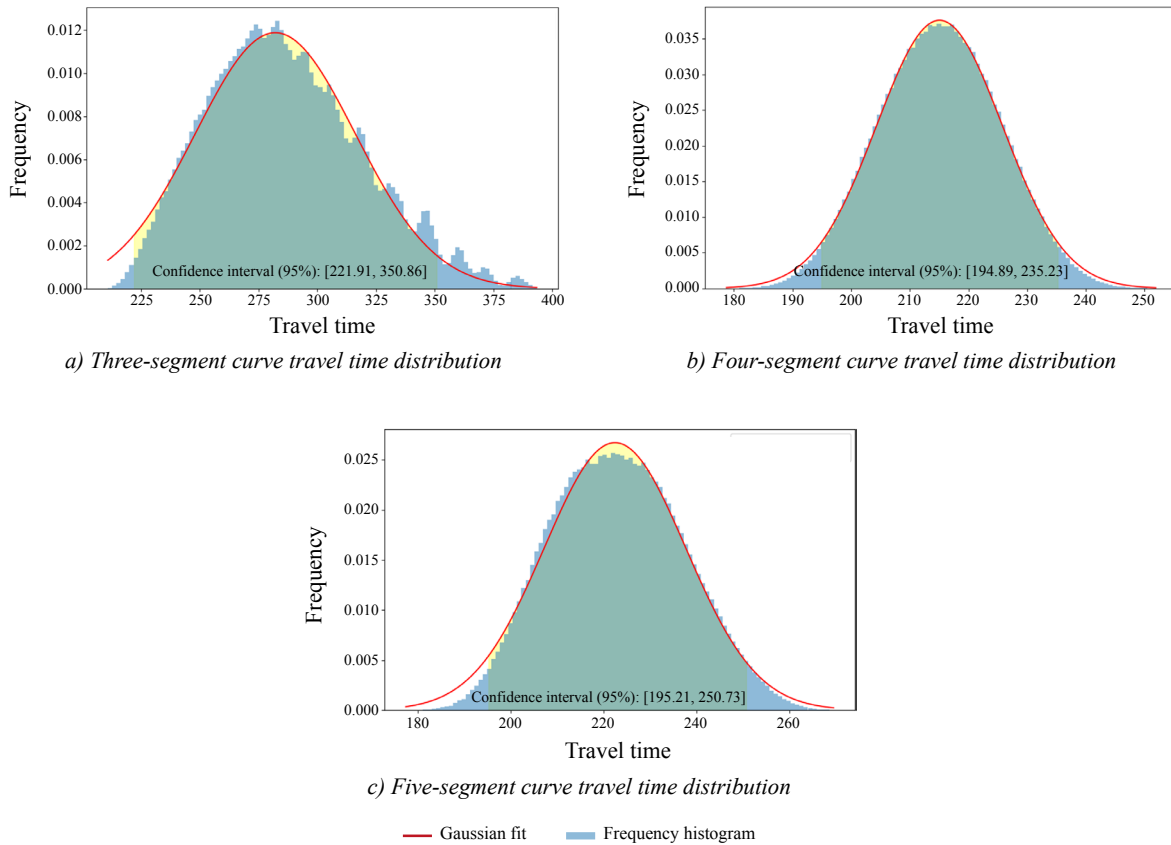 0.012
0.010
0.008
0.006
0.004
0.002
0.000
Frequency
Confidence interval (95%): [221.91, 350.86]
225 250 275 300 325 350 375 400
Travel time
a) Three-segment curve travel time distribution
0.035
0.030
0.025
0.020
0.015
0.010
0.005
0.000
Frequency
Confidence interval (95%): [194.89, 235.23]
180 190 200 210 220 230 240 250
Travel time
b) Four-segment curve travel time distribution
0.025
0.020
0.015
0.010
0.005
0.000
Frequency
Confidence interval (95%): [195.21, 250.73]
180 200 220 240 260
Travel time
c) Five-segment curve travel time distribution
Gaussian fit Frequency histogram